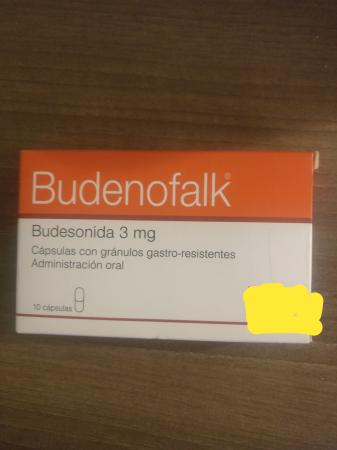 Budenofalk®
Budesonida 3 mg
Cápsulas con gránulos gastro-resistentes
Administración oral
10 cápsulas